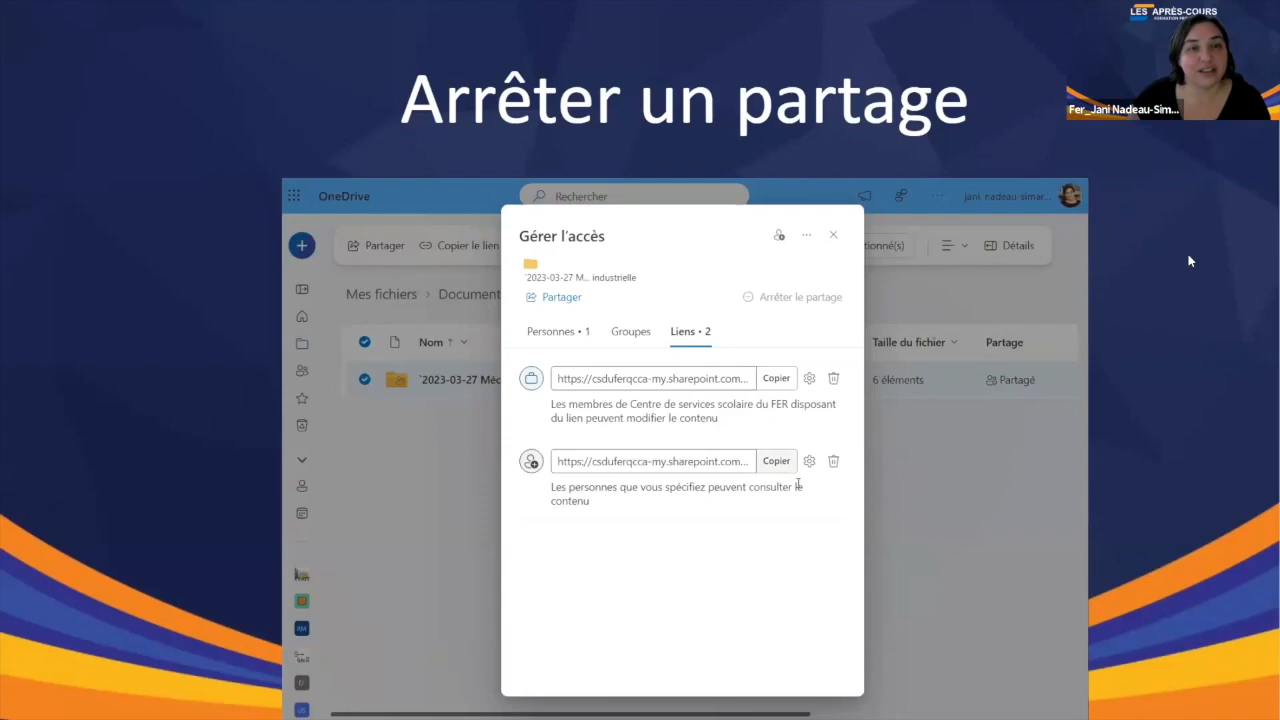 LES APRÈS-COURS
Arrêter un partage
Fer_Jani Nadeau-Sim...
OneDrive
Rechercher
jani nadeau-simar...
Gérer l'accès
Partager
Copier le lien
tionné(s)
Détails
`2023-03-27 M... industrielle
Partager
Arrêter le partage
Mes fichiers > Document
Personnes • 1
Groupes
Liens • 2
Nom
Taille du fichier
Partage
`2023-03-27 Méc
6 éléments
Partagé
https://csduferqcca-my.sharepoint.com...
Copier
Les membres de Centre de services scolaire du FER disposant
du lien peuvent modifier le contenu
https://csduferqcca-my.sharepoint.com...
Copier
Les personnes que vous spécifiez peuvent consulter le
contenu
RM
D